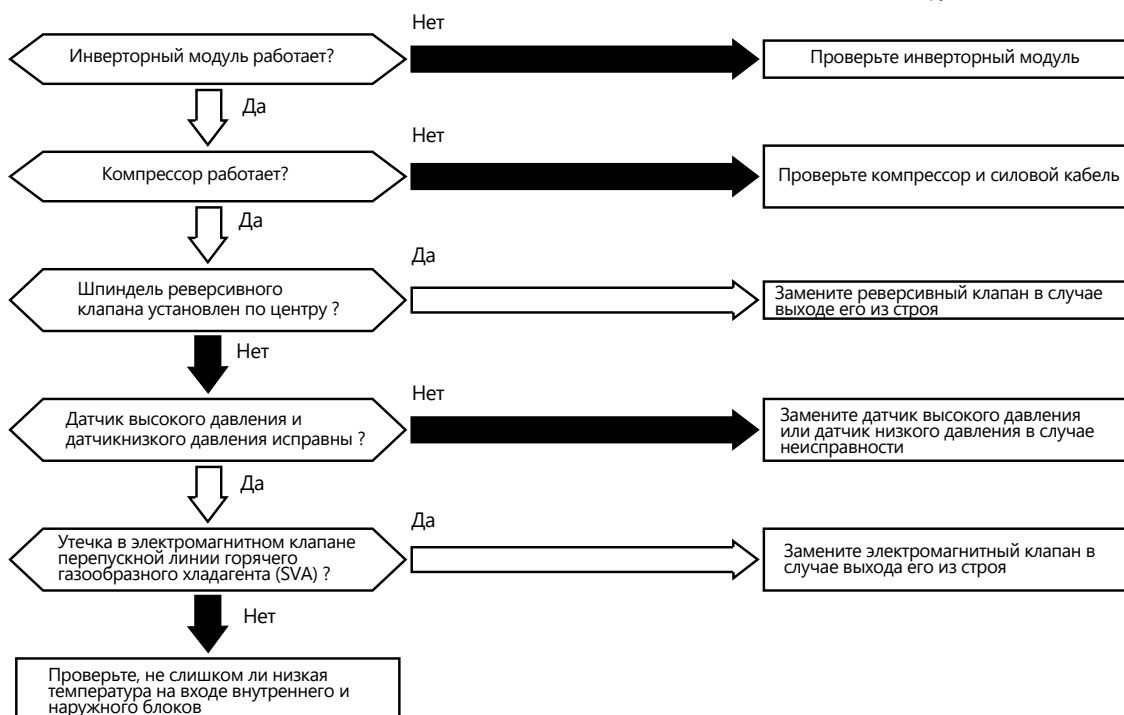 Нет
Инверторный модуль работает?
Проверьте инверторный модуль
Да
Нет
Компрессор работает?
Проверьте компрессор и силовой кабель
Да
Да
Шпиндель реверсивного
клапана установлен по центру ?
Замените реверсивный клапан в случае
выходе его из строя
Нет
Нет
Датчик высокого давления и
датчикнизкого давления исправны ?
Замените датчик высокого давления
или датчик низкого давления в случае
неисправности
Да
Да
Утечка в электромагнитном клапане
перепускной линии горячего
газообразного хладагента (SVA) ?
Замените электромагнитный клапан в
случае выхода его из строя
Нет
Проверьте, не слишком ли низкая
температура на входе внутреннего и
наружного блоков